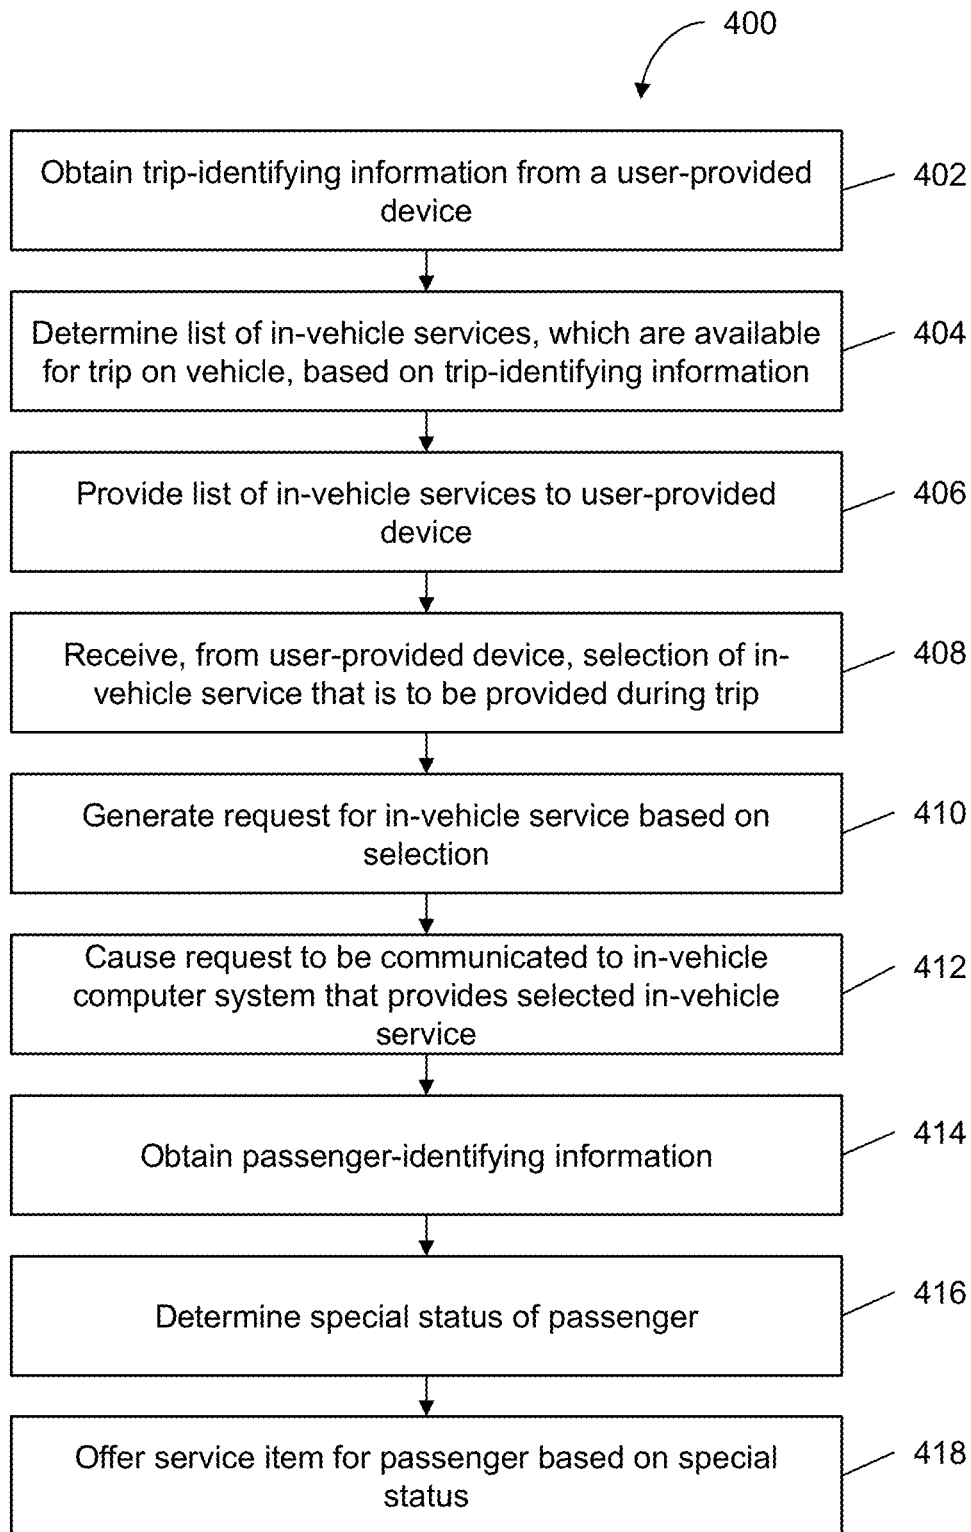 400
Obtain trip-identifying information from a user-provided
device
402
Determine list of in-vehicle services, which are available
for trip on vehicle, based on trip-identifying information
404
Provide list of in-vehicle services to user-provided
device
406
Receive, from user-provided device, selection of in-
vehicle service that is to be provided during trip
408
Generate request for in-vehicle service based on
selection
410
Cause request to be communicated to in-vehicle
computer system that provides selected in-vehicle
service
412
Obtain passenger-identifying information
414
Determine special status of passenger
416
Offer service item for passenger based on special
status
418